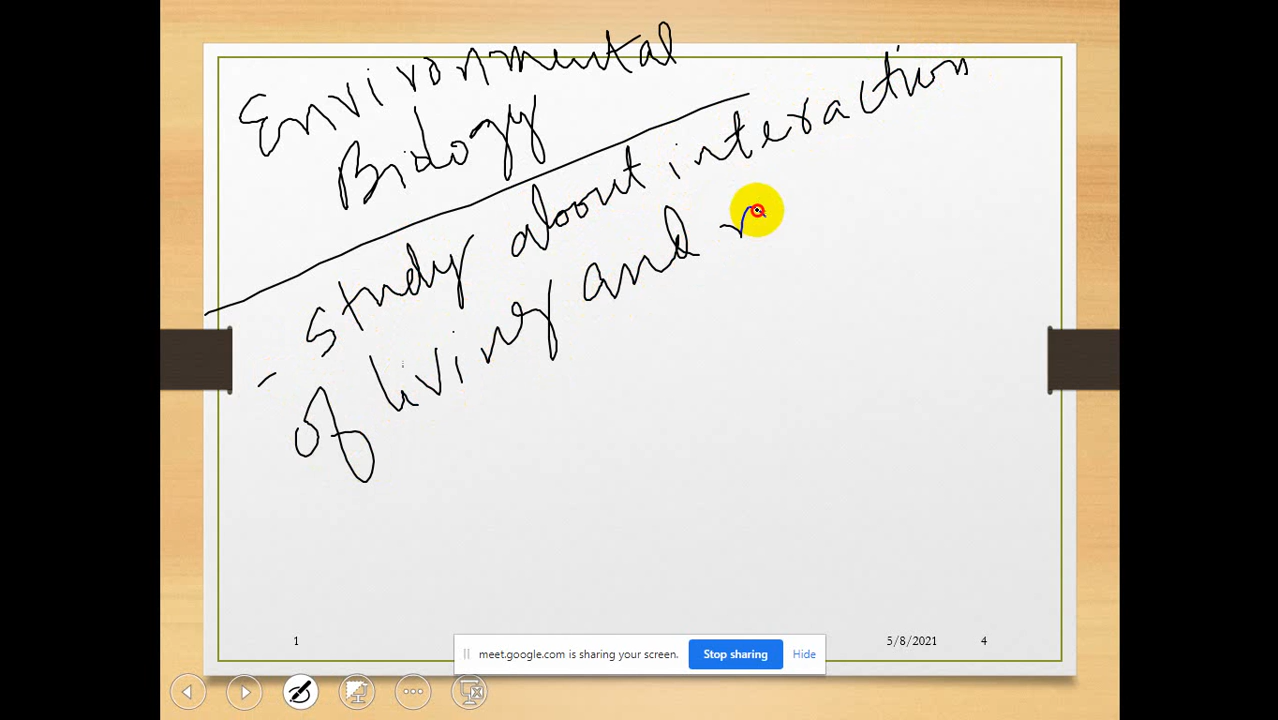 Environmental
Biology
- study about interaction
of living and
1
5/8/2021
4
meet.google.com is sharing your screen.
Stop sharing
Hide